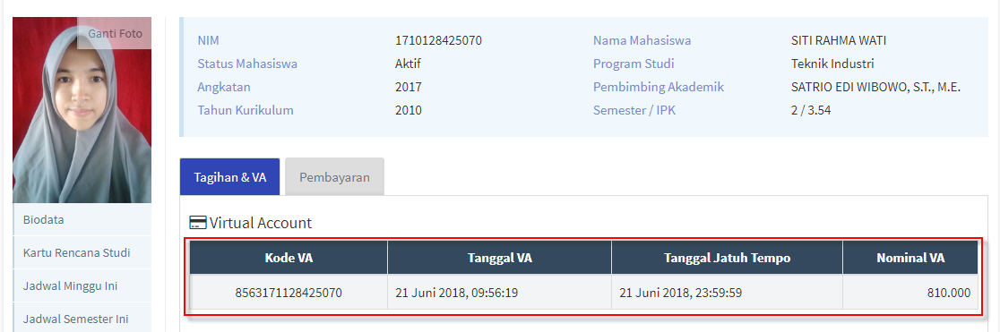 Ganti Foto
NIM 1710128425070 Nama Mahasiswa SITI RAHMA WATI
Status Mahasiswa Aktif Program Studi Teknik Industri
Angkatan 2017 Pembimbing Akademik SATRIO EDI WIBOWO, S.T., M.E.
Tahun Kurikulum 2010 Semester / IPK 2 / 3.54
Tagihan & VA Pembayaran
Biodata
Kartu Rencana Studi
Jadwal Minggu Ini
Jadwal Semester Ini
Virtual Account
Kode VA Tanggal VA Tanggal Jatuh Tempo Nominal VA
8563171128425070 21 Juni 2018, 09:56:19 21 Juni 2018, 23:59:59 810.000